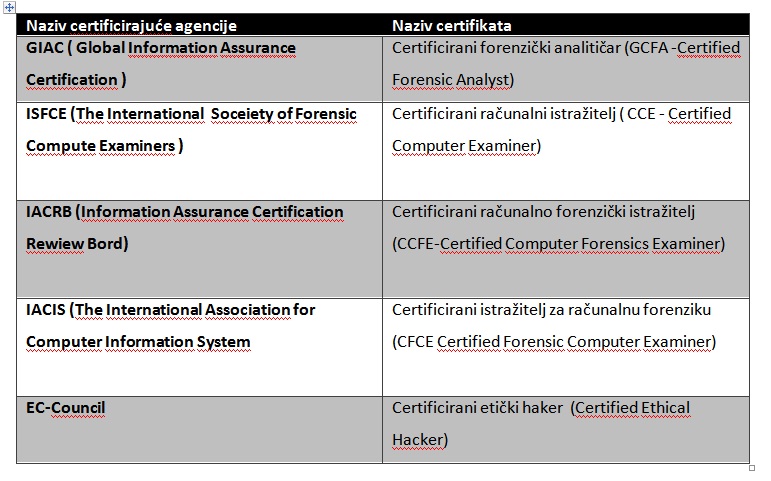 Naziv certificirajuće agencije
Naziv certifikata
GIAC ( Global Information Assurance
Certification )
Certificirani forenzički analitičar (GCFA -Certified
Forensic Analyst)
ISFCE (The International  Soceiety of Forensic
Compute Examiners )
Certificirani računalni istražitelj ( CCE - Certified
Computer Examiner)
IACRB (Information Assurance Certification
Rewiew Bord)
Certificirani računalno forenzički istražitelj
(CCFE-Certified Computer Forensics Examiner)
IACIS (The International Association for
Computer Information System
Certificirani istražitelj za računalnu forenziku
(CFCE Certified Forensic Computer Examiner)
EC-Council
Certificirani etički haker  (Certified Ethical
Hacker)